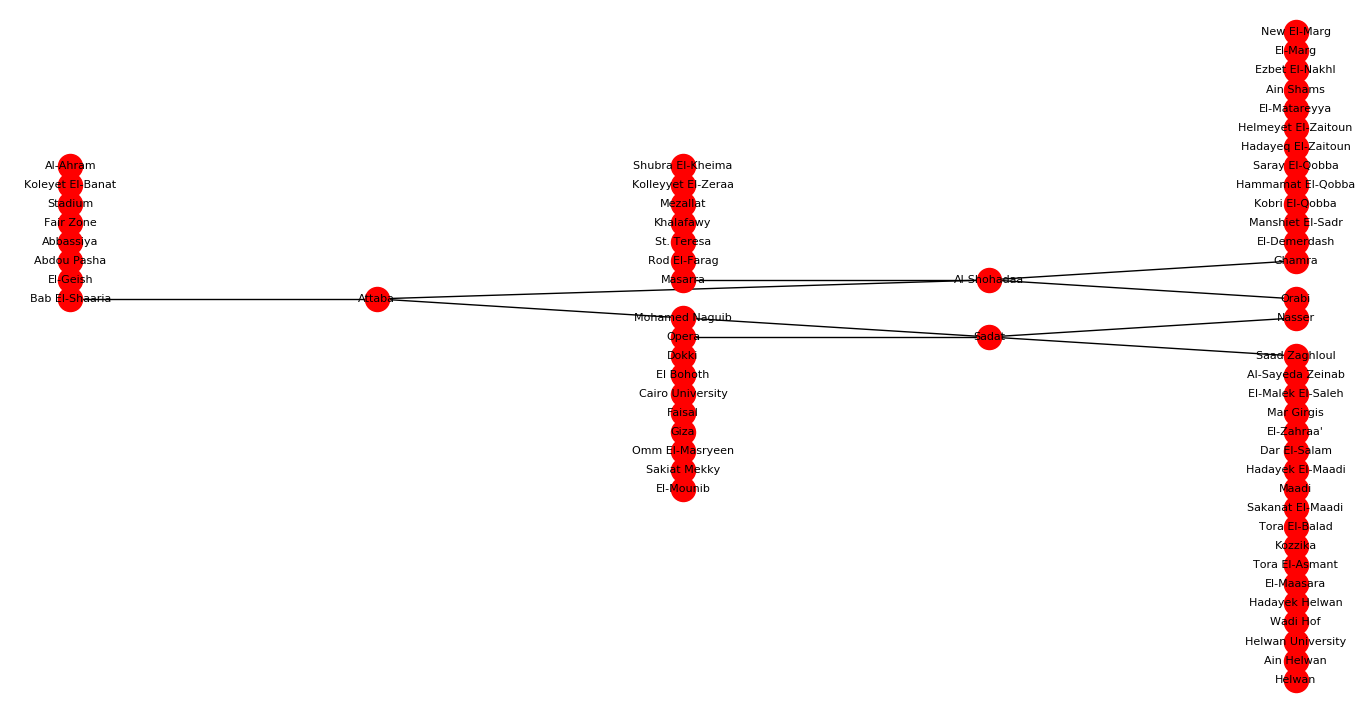 Al-Ahram
Koleyet El-Banat
Stadium
Fair Zone
Abbassiya
Abdou Pasha
El-Geish
Bab El-Shaaria
Attaba
Shubra El-Kheima
Kolleyyet El-Zeraa
Mezallat
Khalafawy
St. Teresa
Rod El-Farag
Masarra
Mohamed Naguib
Opera
Dokki
El Bohoth
Cairo University
Faisal
Giza
Omm El-Masryeen
Sakiat Mekky
El-Mounib
Al-Shohadaa
Sadat
New El-Marg
El-Marg
Ezbet El-Nakhl
Ain Shams
El-Matareyya
Helmeyet El-Zaitoun
Hadayeq El-Zaitoun
Saray El-Qobba
Hammamat El-Qobba
Kobri El-Qobba
Manshiet El-Sadr
El-Demerdash
Ghamra
Orabi
Nasser
Saad Zaghloul
Al-Sayeda Zeinab
El-Malek El-Saleh
Mar Girgis
El-Zahraa'
Dar El-Salam
Hadayek El-Maadi
Maadi
Sakanat El-Maadi
Tora El-Balad
Kozzika
Tora El-Asmant
El-Maasara
Hadayek Helwan
Wadi Hof
Helwan University
Ain Helwan
Helwan